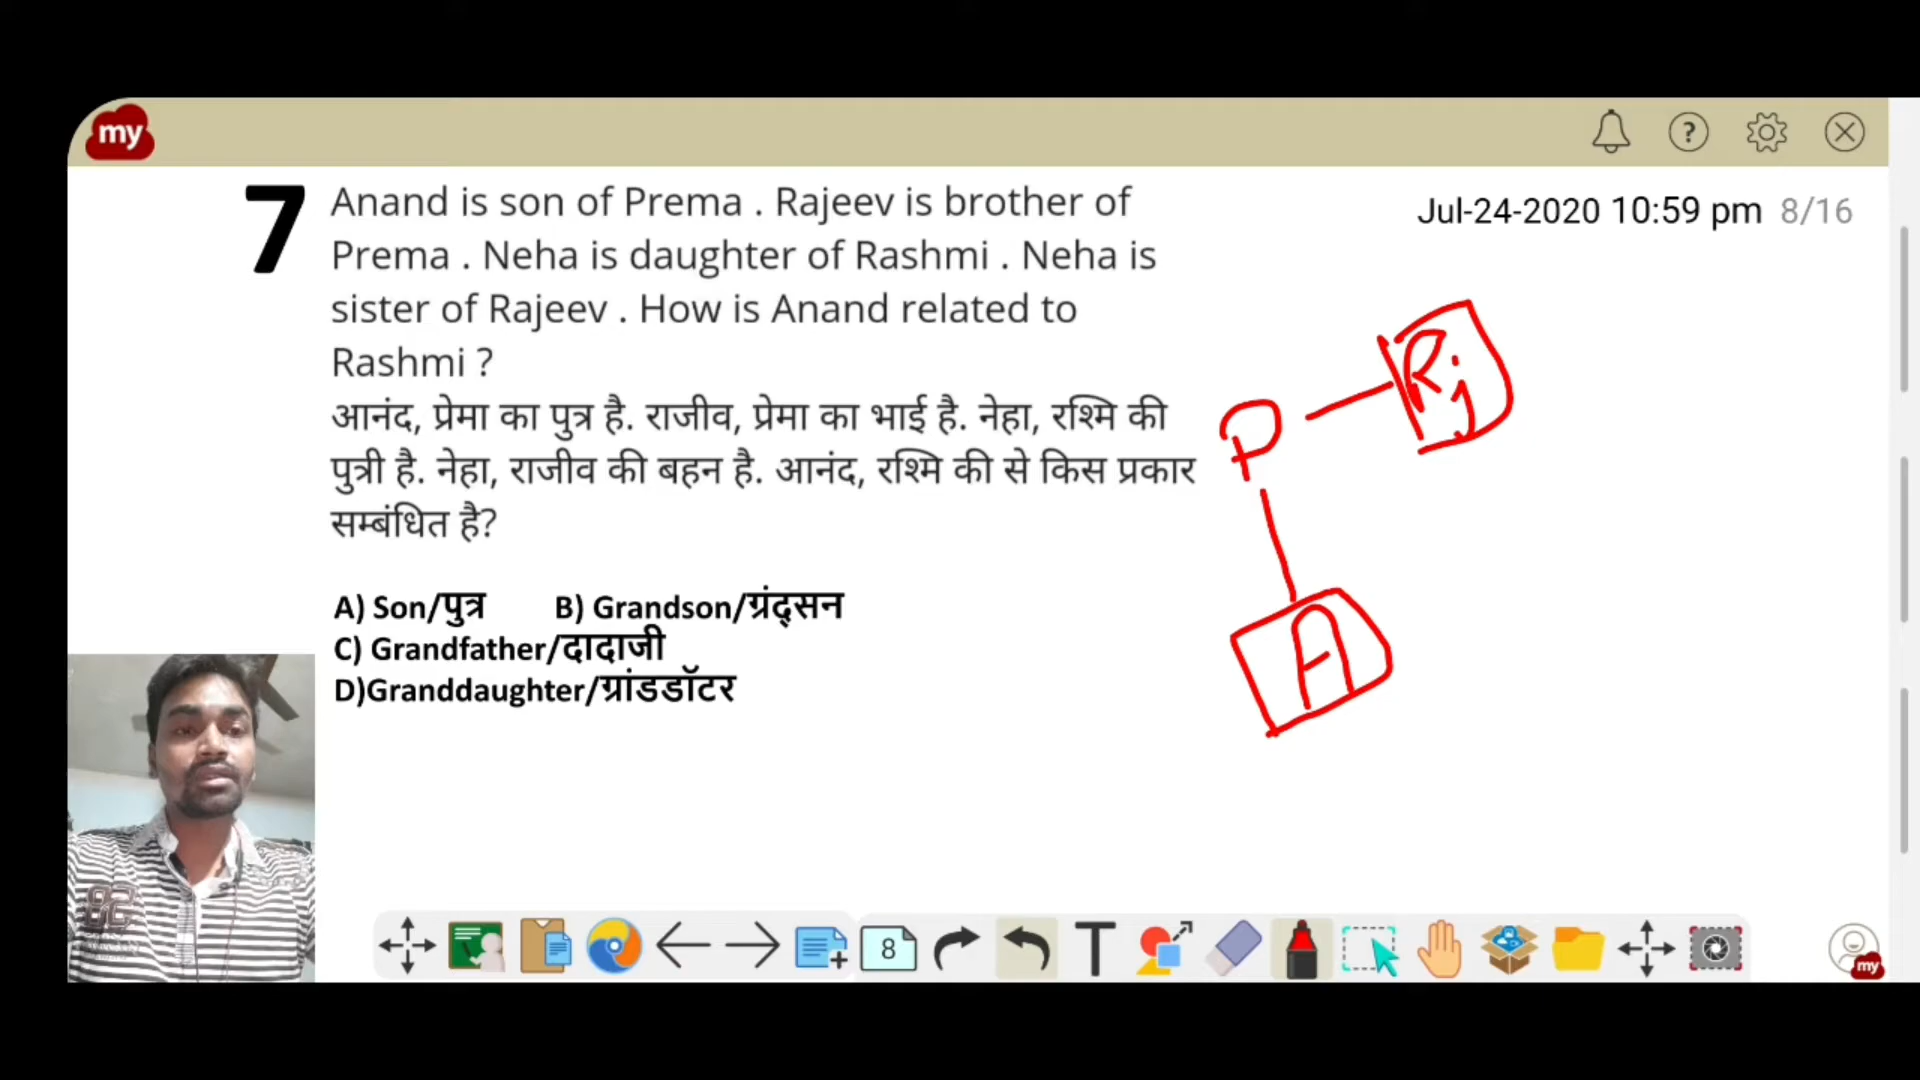 my
7 Anand is son of Prema . Rajeev is brother of
Prema . Neha is daughter of Rashmi . Neha is
sister of Rajeev . How is Anand related to
Rashmi ?
आनंद, प्रेमा का पुत्र है. राजीव, प्रेमा का भाई है. नेहा, रश्मि की
पुत्री है. नेहा, राजीव की बहन है. आनंद, रश्मि की से किस प्रकार
सम्बंधित है?
A) Son/पुत्र B) Grandson/ग्रंद्सन
C) Grandfather/दादाजी
D)Granddaughter/ग्रांडडॉटर
Jul-24-2020 10:59 pm 8/16
P
Rj
A
82
8
T
my